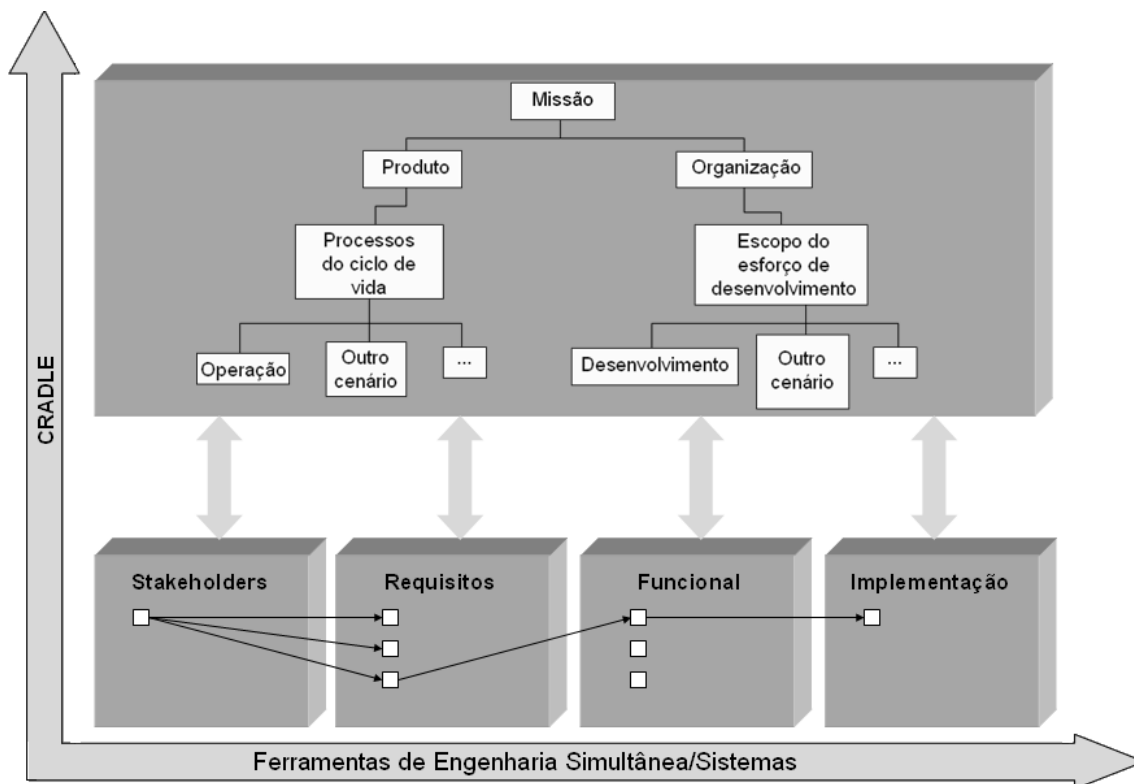 Missão
Produto
Organização
Processos
do ciclo de
vida
Escopo do
esforço de
desenvolvimento
Operação
Outro
cenário
...
Desenvolvimento
Outro
cenário
...
CRADLE
Stakeholders
Requisitos
Funcional
Implementação
Ferramentas de Engenharia Simultânea/Sistemas